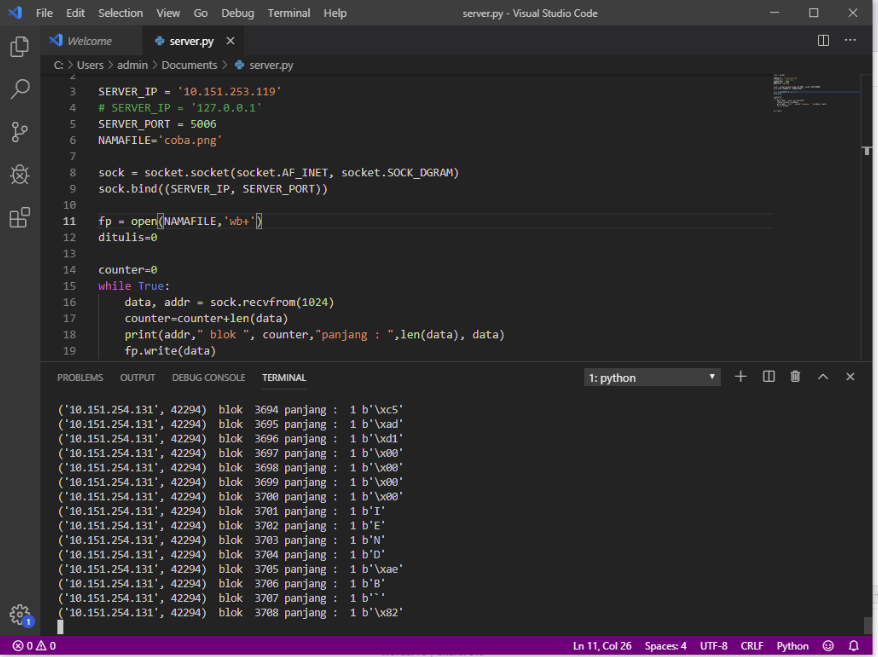 File Edit Selection View Go Debug Terminal Help server.py - Visual Studio Code
Welcome server.py
C: > Users > admin > Documents > server.py
2
3 SERVER_IP = '10.151.253.119'
4 # SERVER_IP = '127.0.0.1'
5 SERVER_PORT = 5006
6 NAMAFILE='coba.png'
7
8 sock = socket.socket(socket.AF_INET, socket.SOCK_DGRAM)
9 sock.bind((SERVER_IP, SERVER_PORT))
10
11 fp = open(NAMAFILE,'wb+')
12 ditulis=0
13
14 counter=0
15 while True:
16 data, addr = sock.recvfrom(1024)
17 counter=counter+len(data)
18 print(addr," blok ", counter,"panjang : ",len(data), data)
19 fp.write(data)
PROBLEMS OUTPUT DEBUG CONSOLE TERMINAL 1: python
('10.151.254.131', 42294) blok 3694 panjang : 1 b'\xc5'
('10.151.254.131', 42294) blok 3695 panjang : 1 b'\xad'
('10.151.254.131', 42294) blok 3696 panjang : 1 b'\xd1'
('10.151.254.131', 42294) blok 3697 panjang : 1 b'\x00'
('10.151.254.131', 42294) blok 3698 panjang : 1 b'\x00'
('10.151.254.131', 42294) blok 3699 panjang : 1 b'\x00'
('10.151.254.131', 42294) blok 3700 panjang : 1 b'\x00'
('10.151.254.131', 42294) blok 3701 panjang : 1 b'I'
('10.151.254.131', 42294) blok 3702 panjang : 1 b'E'
('10.151.254.131', 42294) blok 3703 panjang : 1 b'N'
('10.151.254.131', 42294) blok 3704 panjang : 1 b'D'
('10.151.254.131', 42294) blok 3705 panjang : 1 b'\xae'
('10.151.254.131', 42294) blok 3706 panjang : 1 b'B'
('10.151.254.131', 42294) blok 3707 panjang : 1 b'`'
('10.151.254.131', 42294) blok 3708 panjang : 1 b'\x82'
1
0 0 Ln 11, Col 26 Spaces: 4 UTF-8 CRLF Python